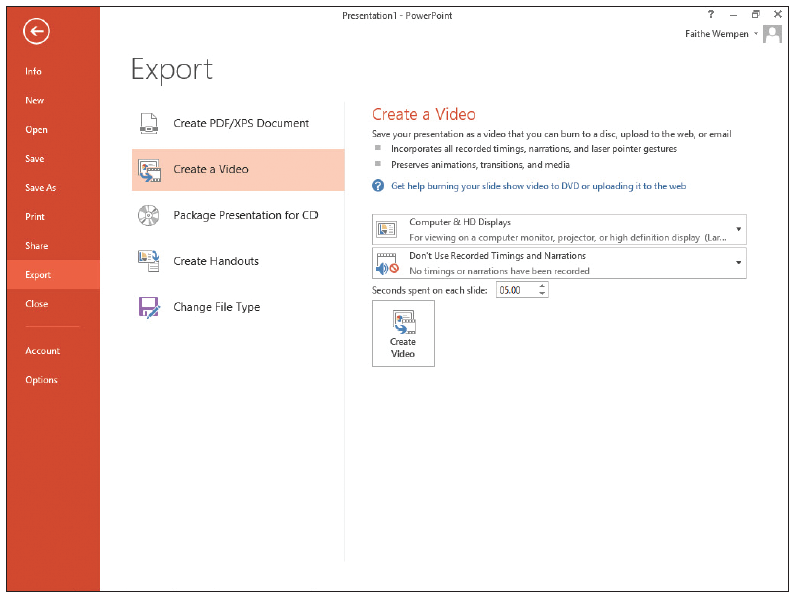 Presentation1 - PowerPoint
?
Faithe Wempen
Info
New
Open
Save
Save As
Print
Share
Export
Close
Account
Options
Export
Create PDF/XPS Document
Create a Video
Package Presentation for CD
Create Handouts
Change File Type
Create a Video
Save your presentation as a video that you can burn to a disc, upload to the web, or email
Incorporates all recorded timings, narrations, and laser pointer gestures
Preserves animations, transitions, and media
? Get help burning your slide show video to DVD or uploading it to the web
Computer & HD Displays
For viewing on a computer monitor, projector, or high definition display (Lar...
Don't Use Recorded Timings and Narrations
No timings or narrations have been recorded
Seconds spent on each slide: 05.00
Create
Video